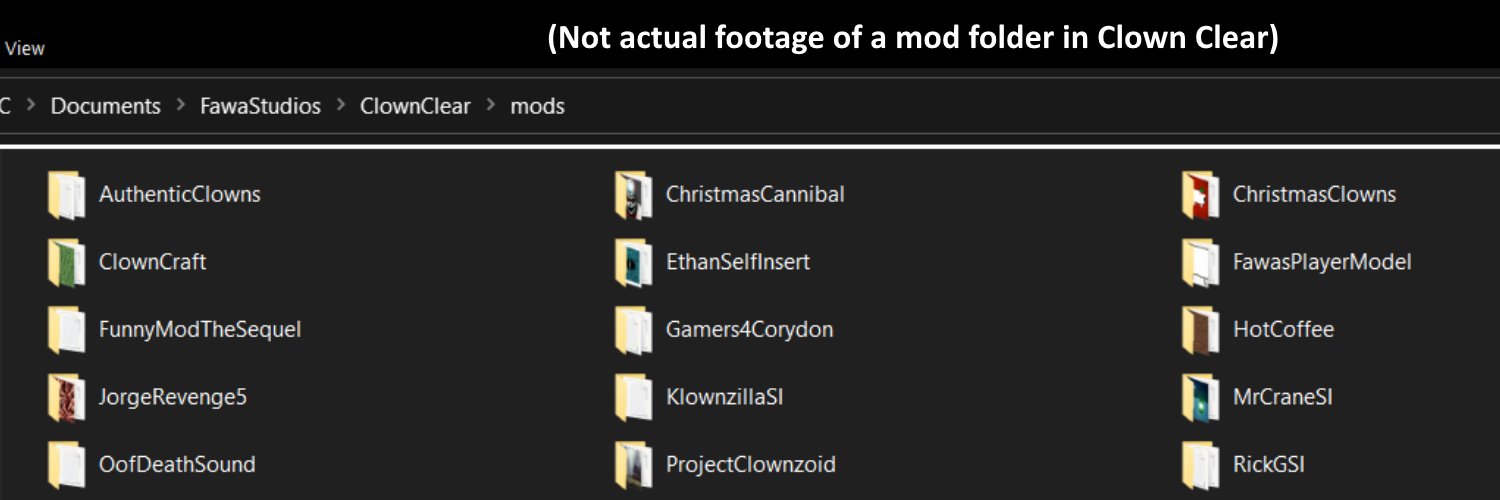 (Not actual footage of a mod folder in Clown Clear)
View
C > Documents > FawaStudios > ClownClear > mods
AuthenticClowns ChristmasCannibal ChristmasClowns
ClownCraft EthanSelfInsert FawasPlayerModel
FunnyModTheSequel Gamers4Corydon HotCoffee
JorgeRevenge5 KlownzillaSI MrCraneSI
OofDeathSound ProjectClownzoid RickGSI